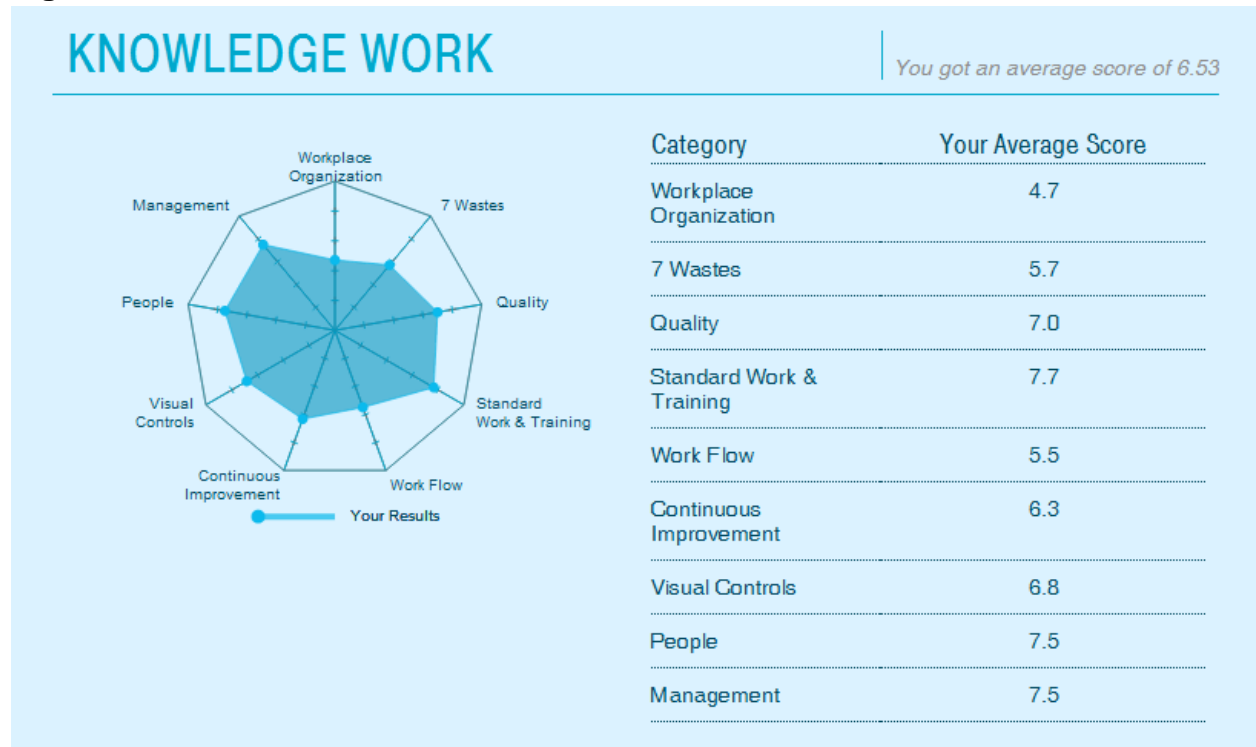 KNOWLEDGE WORK
You got an average score of 6.53
Workplace
Organization
Management
7 Wastes
People
Quality
Visual
Controls
Standard
Work & Training
Continuous
Improvement
Work Flow
Your Results
Category Your Average Score
Workplace
Organization 4.7
7 Wastes 5.7
Quality 7.0
Standard Work &
Training 7.7
Work Flow 5.5
Continuous
Improvement 6.3
Visual Controls 6.8
People 7.5
Management 7.5